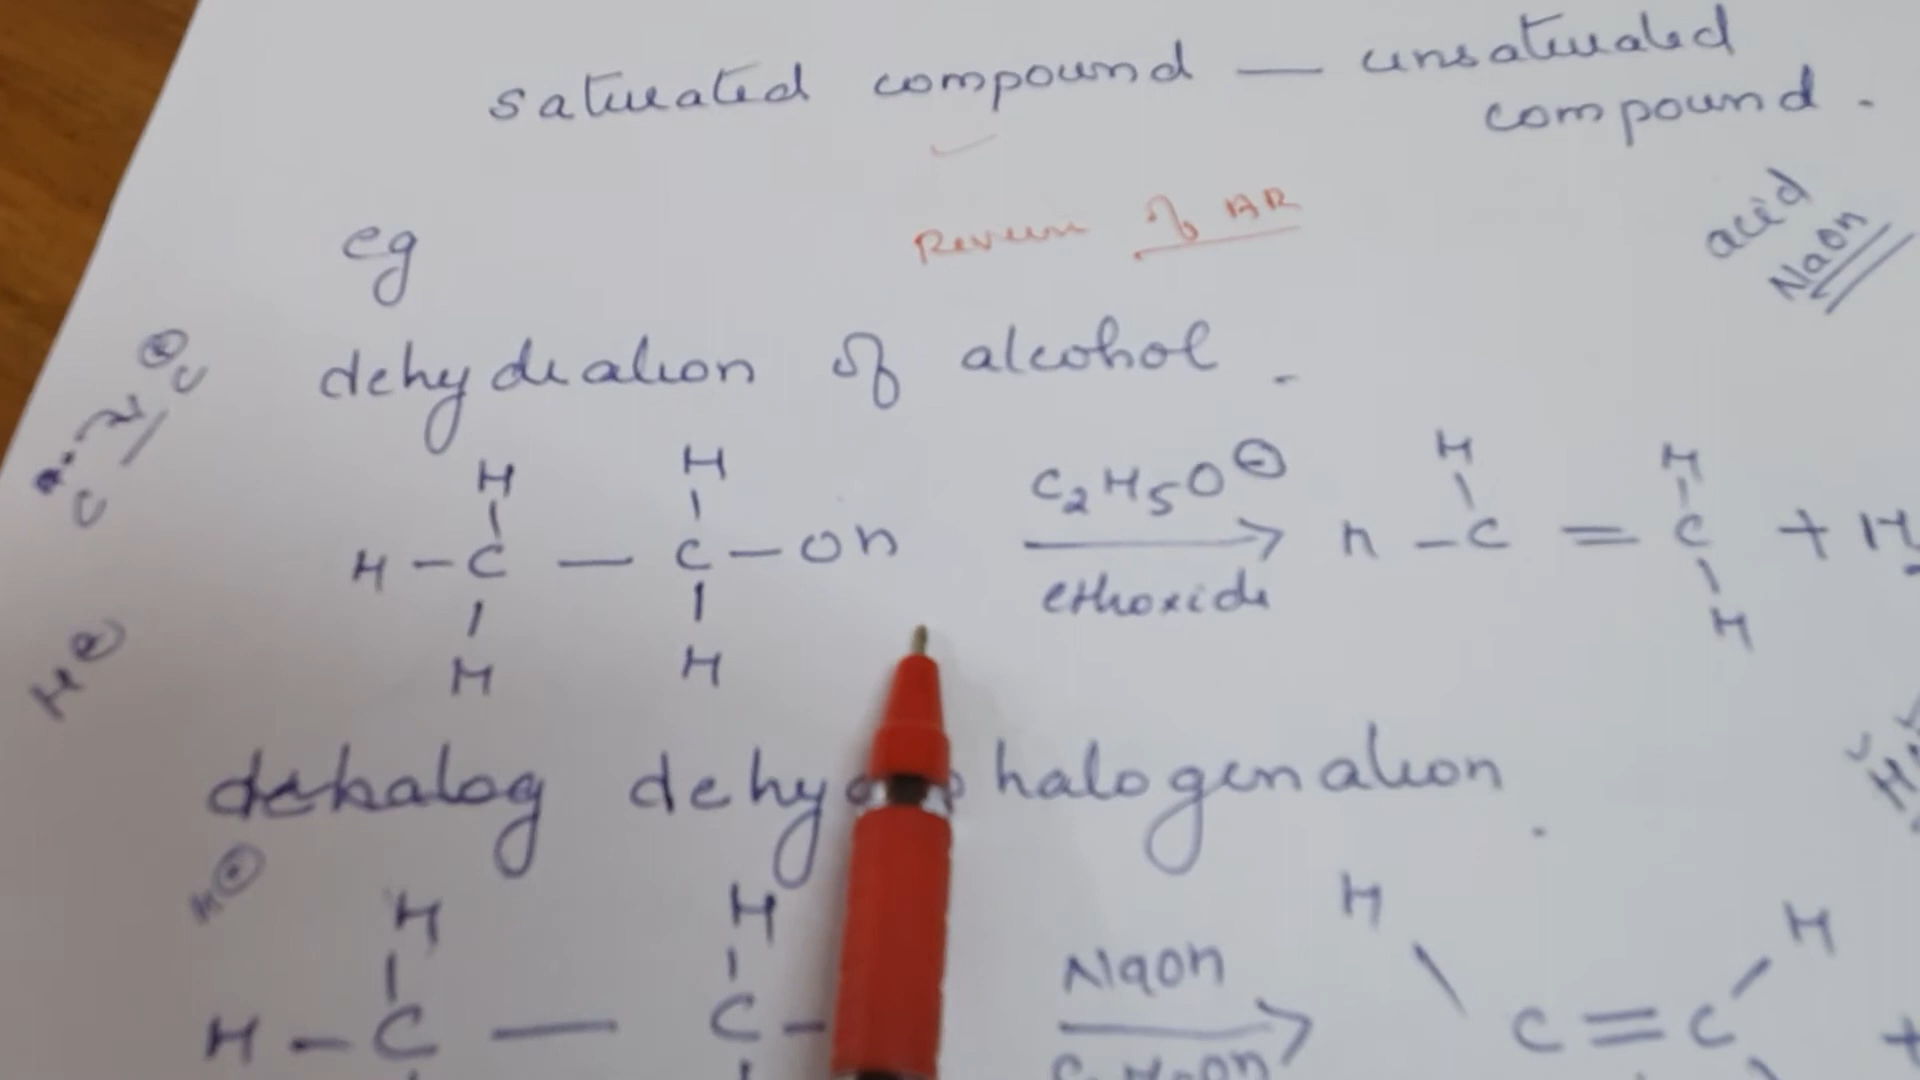 saturated compound — unsaturated
compound.
Reverse of AR
acid
NaOH
eg
dehydration of alcohol.
H H C₂H₅O⊖ H H
H – C — C – OH → H – C = C + H
H H ethoxide H
C
C
H⊕
dehalog dehydrohalogenation.
H⊕
H H NaOH H H
H – C — C – → C = C +